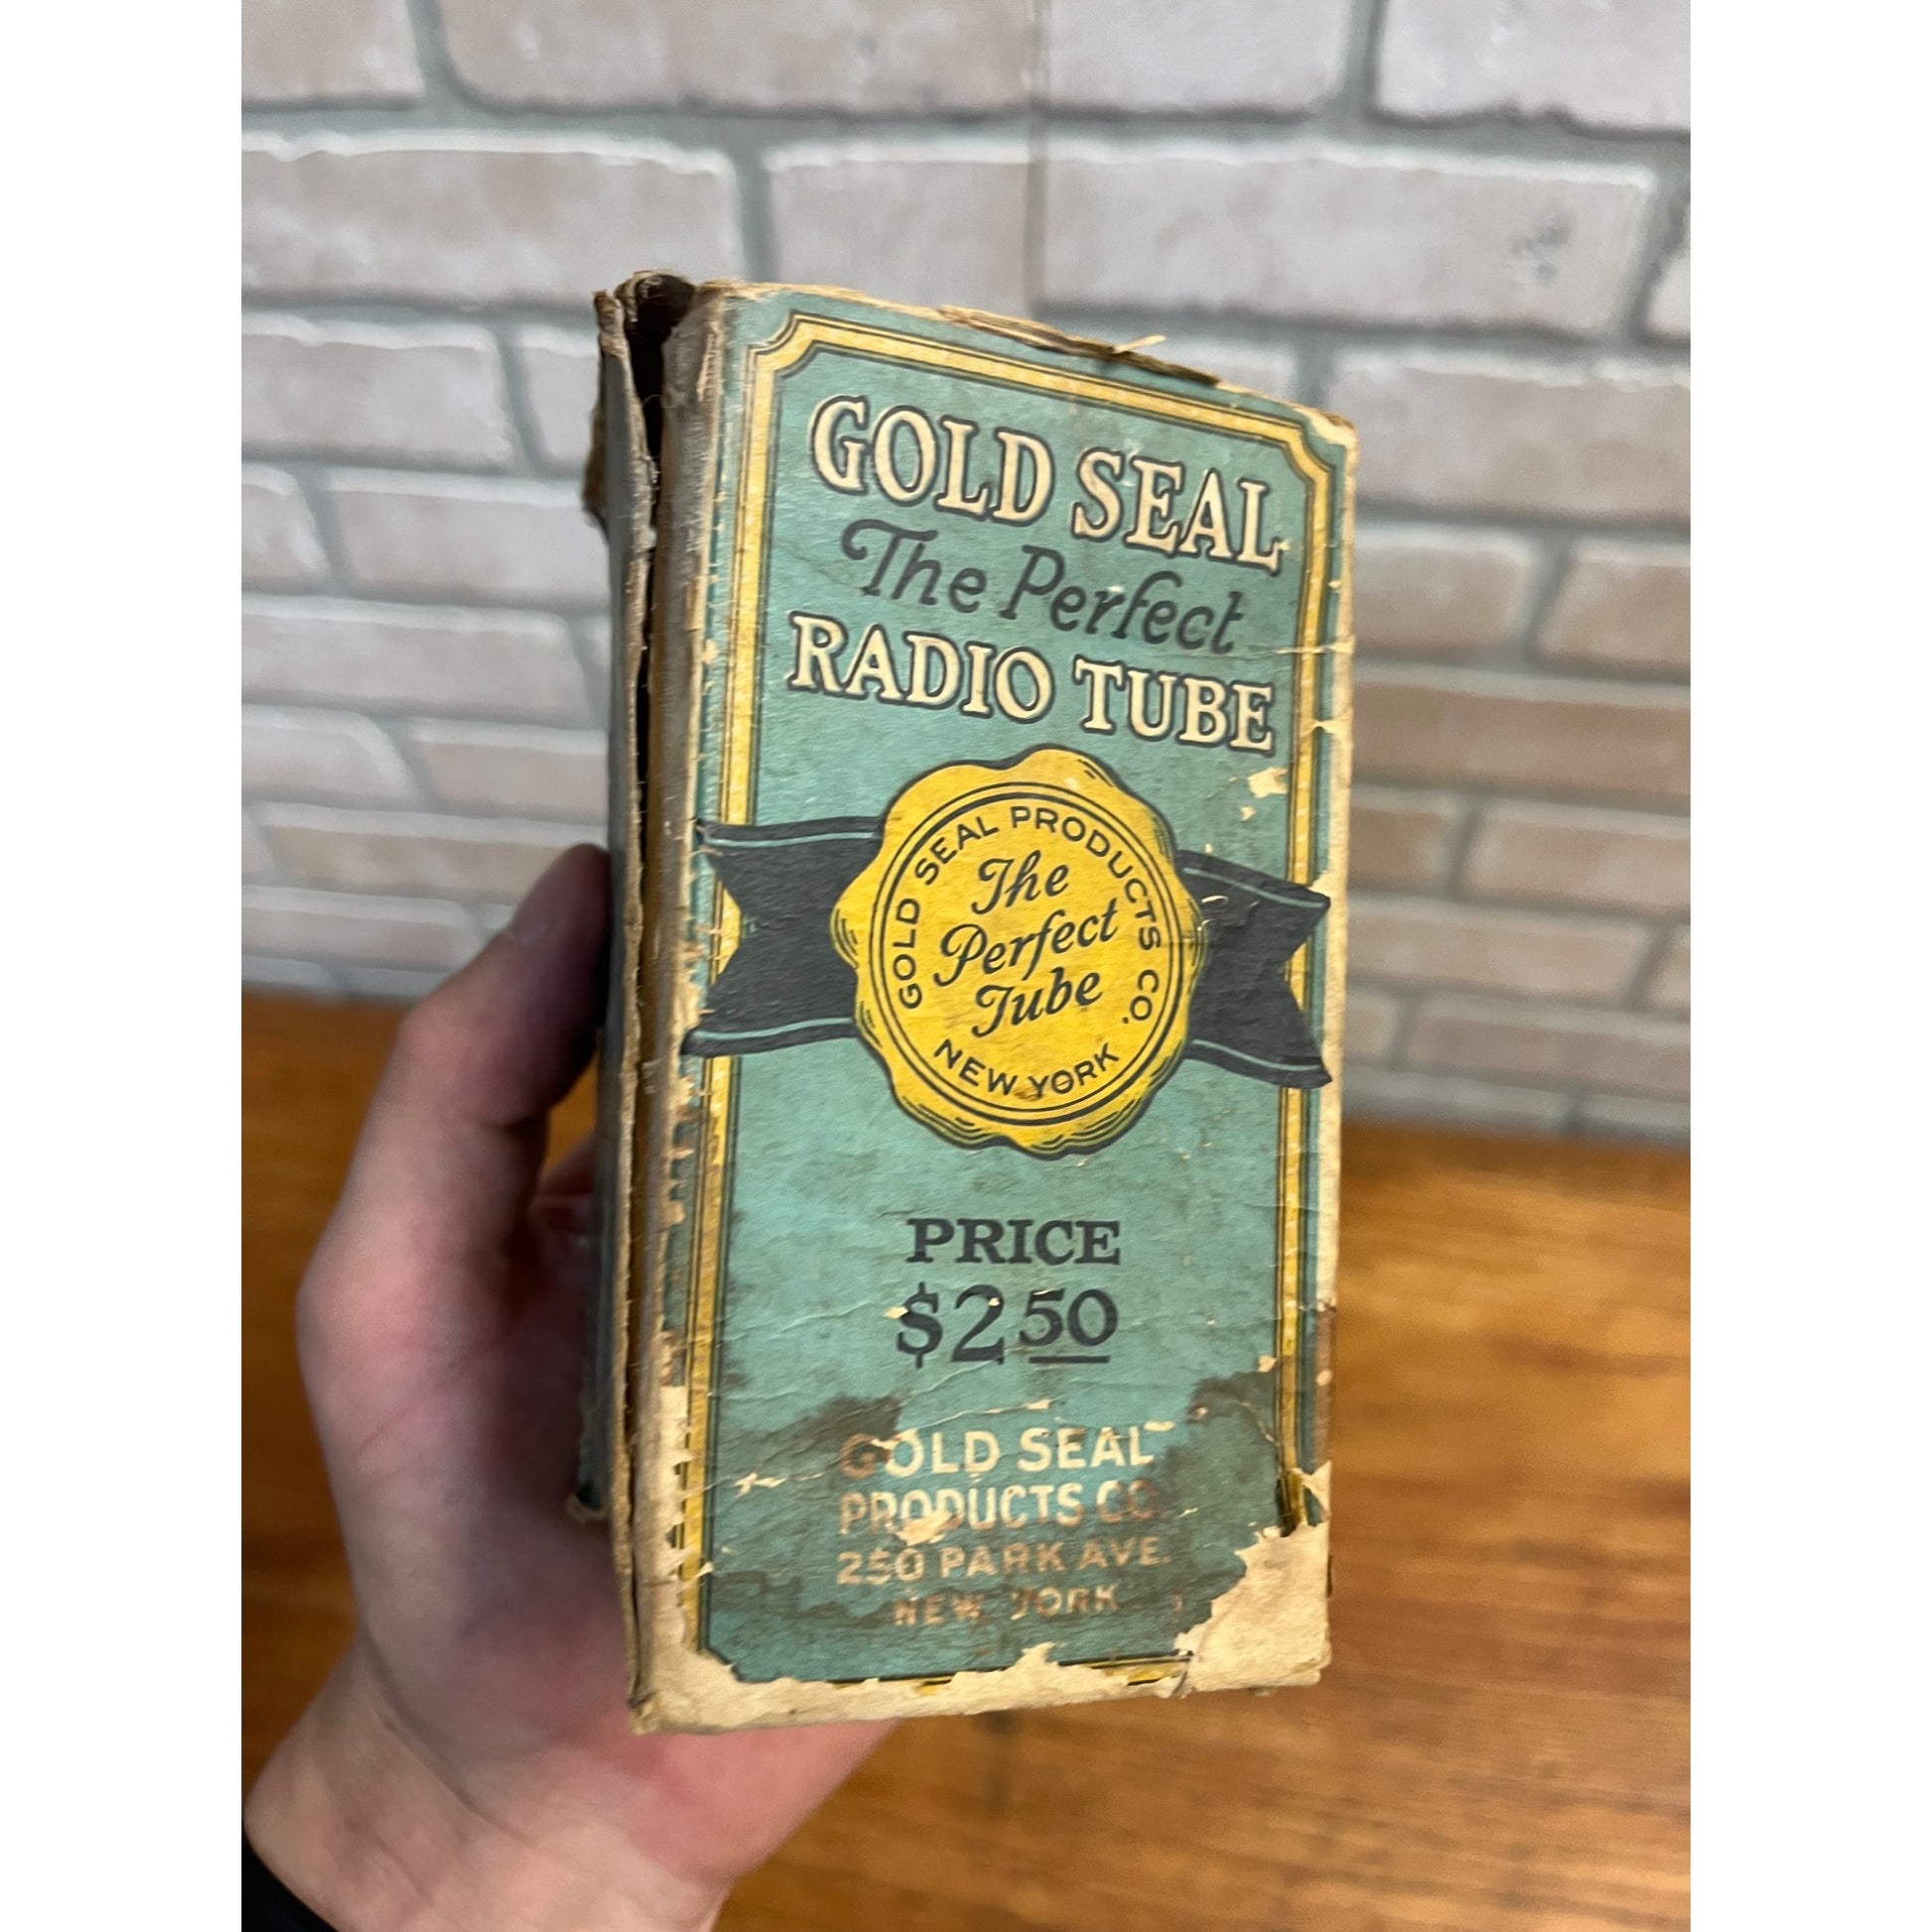 GOLD SEAL
The Perfect
RADIO TUBE
GOLD SEAL PRODUCTS CO.
The
Perfect
Tube
NEW YORK
PRICE
$2 50
GOLD SEAL
PRODUCTS CO.
250 PARK AVE.
NEW YORK